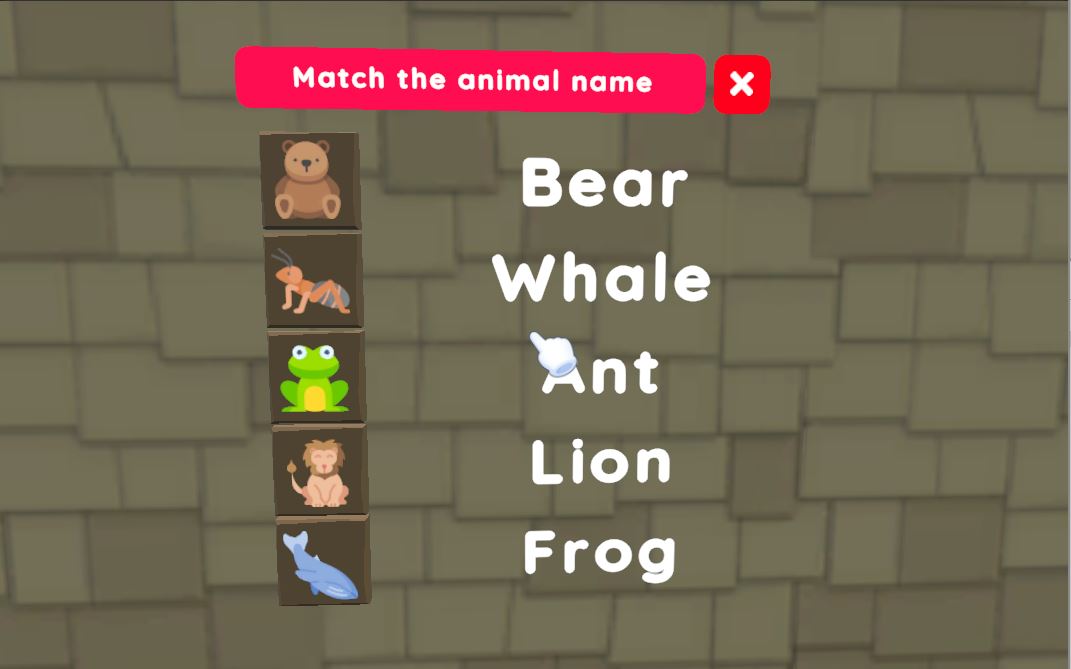 Match the animal name
Bear
Whale
Ant
Lion
Frog